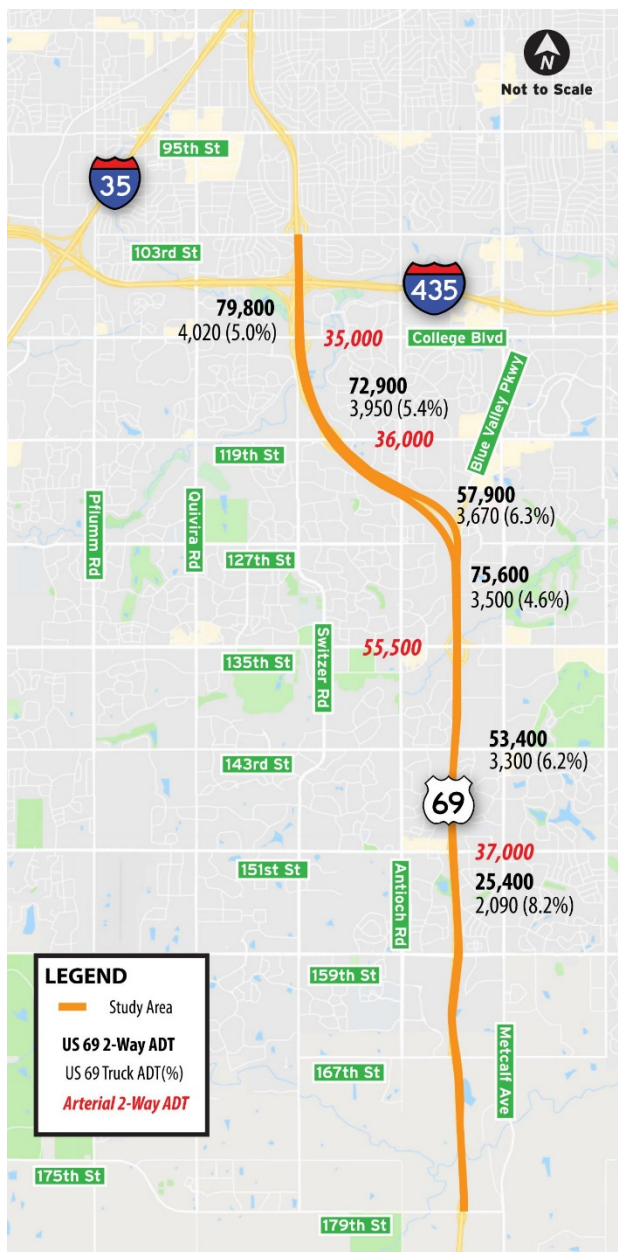 N
Not to Scale
95th St
35
103rd St
435
79,800
4,020 (5.0%)
35,000
College Blvd
72,900
3,950 (5.4%)
36,000
Blue Valley Pkwy
119th St
Pflumm Rd
Quivira Rd
57,900
3,670 (6.3%)
127th St
75,600
3,500 (4.6%)
Switzer Rd
55,500
135th St
53,400
3,300 (6.2%)
143rd St
69
37,000
151st St
Antioch Rd
25,400
2,090 (8.2%)
LEGEND
Study Area
US 69 2-Way ADT
US 69 Truck ADT(%)
Arterial 2-Way ADT
159th St
Metcalf Ave
167th St
175th St
179th St